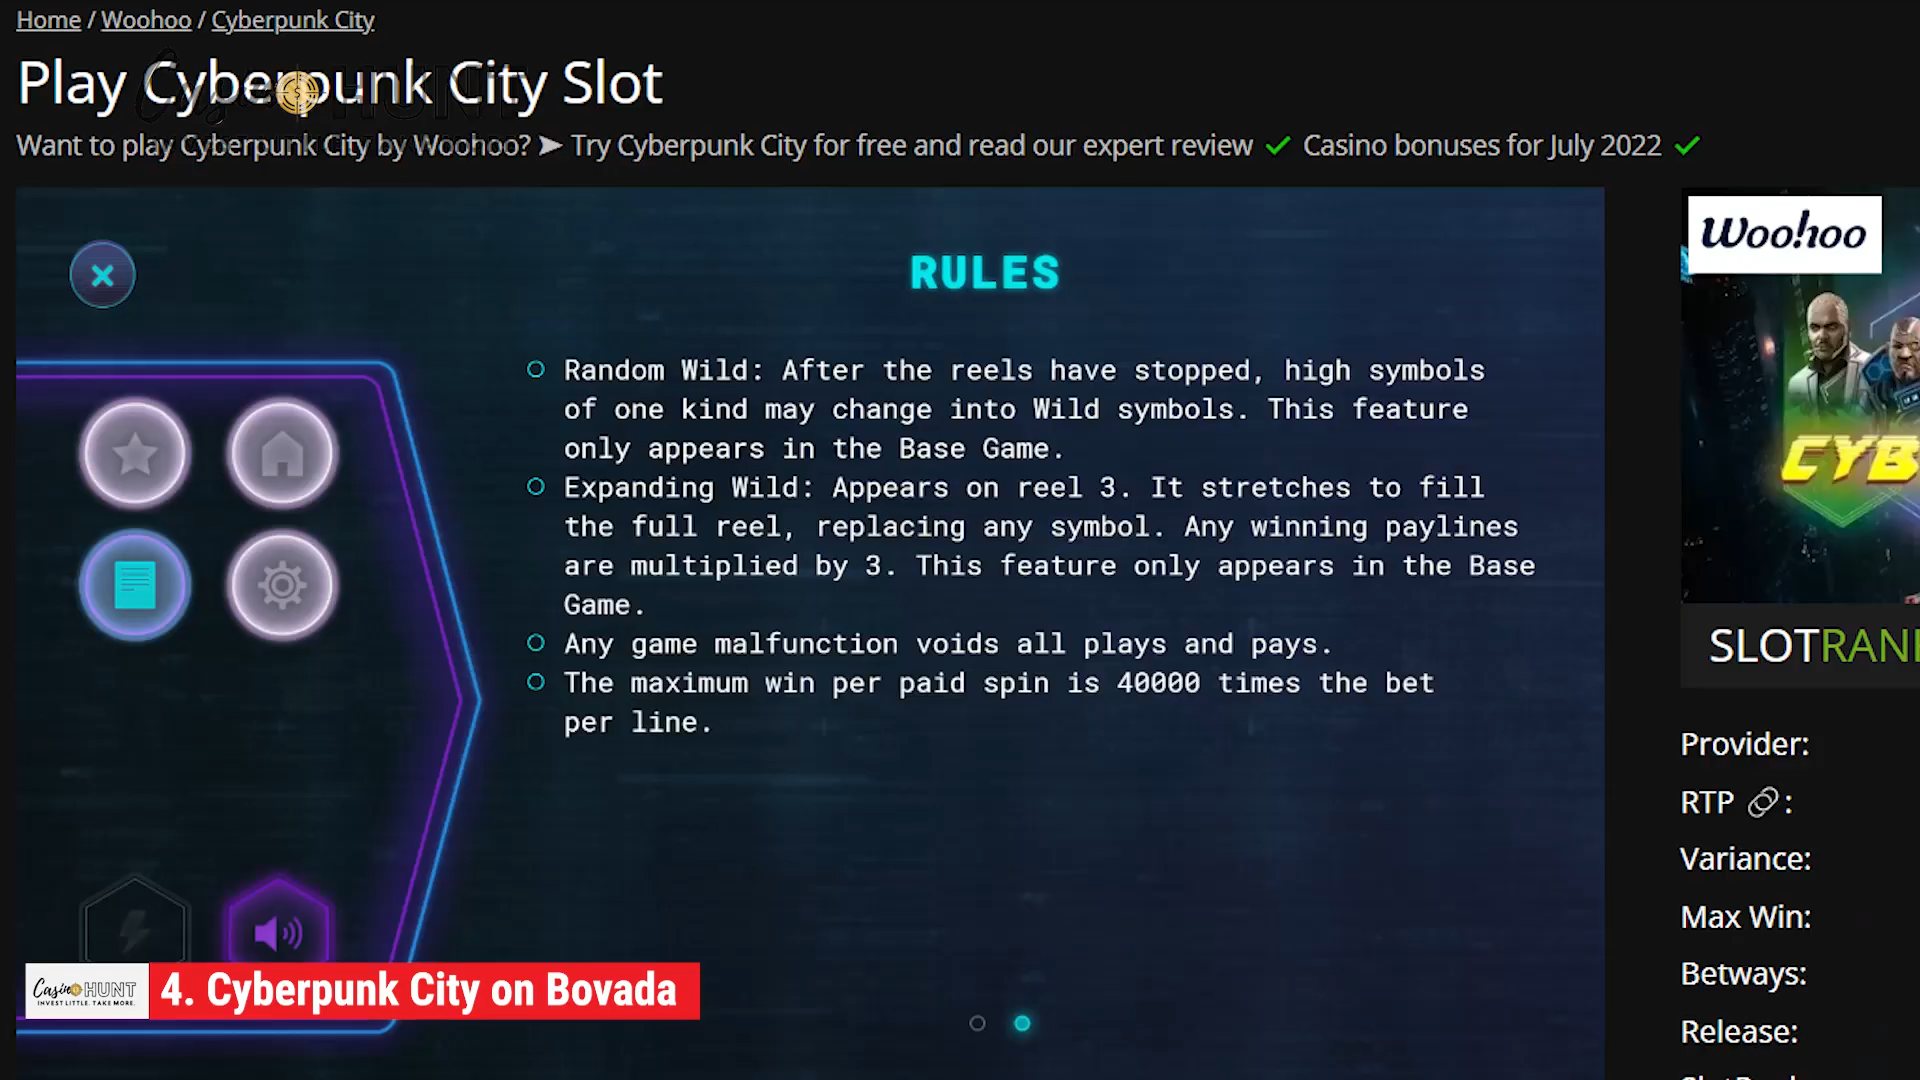 Home / Woohoo / Cyberpunk City
Play Cyberpunk City Slot
Want to play Cyberpunk City by Woohoo? ➤ Try Cyberpunk City for free and read our expert review ✓ Casino bonuses for July 2022 ✓
Woo!hoo
RULES
Random Wild: After the reels have stopped, high symbols
of one kind may change into Wild symbols. This feature
only appears in the Base Game.
Expanding Wild: Appears on reel 3. It stretches to fill
the full reel, replacing any symbol. Any winning paylines
are multiplied by 3. This feature only appears in the Base
Game.
Any game malfunction voids all plays and pays.
The maximum win per paid spin is 40000 times the bet
per line.
CYB
SLOTRANK
Provider:
RTP :
Variance:
Max Win:
Betways:
Release:
Casino HUNT
INVEST LITTLE. TAKE MORE.
4. Cyberpunk City on Bovada